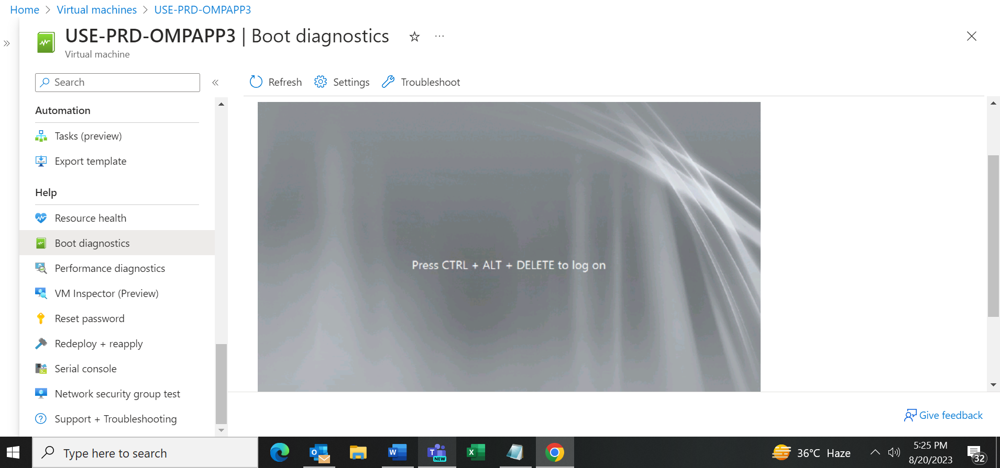 Home > Virtual machines > USE-PRD-OMPAPP3
USE-PRD-OMPAPP3 | Boot diagnostics
Virtual machine
Search
Refresh Settings Troubleshoot
Automation
Tasks (preview)
Export template
Help
Resource health
Boot diagnostics
Performance diagnostics
VM Inspector (Preview)
Reset password
Redeploy + reapply
Serial console
Network security group test
Support + Troubleshooting
Press CTRL + ALT + DELETE to log on
Give feedback
Type here to search
NEW
36°C Haze
5:25 PM
8/20/2023
32